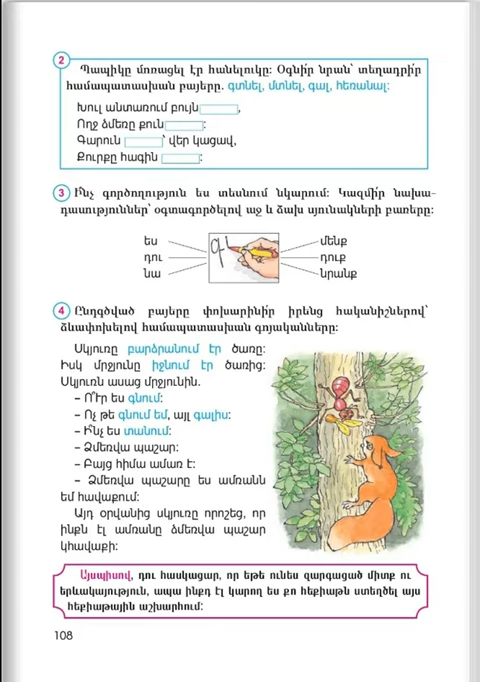 2
Պապիկը մոռացել էր հանելուկը։ Օգնի՛ր նրան՝ տեղադրի՛ր
համապատասխան բայերը. գտնել, մտնել, գալ, հեռանալ։
Խուլ անտառում բույն ,
Ողջ ձմեռը քուն :
Գարուն ՝ վեր կացավ,
Քուրքը հագին :
3 Ի՞նչ գործողություն ես տեսնում նկարում։ Կազմի՛ր նախա-
դասություններ՝ օգտագործելով աջ և ձախ սյունակների բառերը։
ես մենք
դու գ դուք
նա նրանք
4 Ընդգծված բայերը փոխարինի՛ր իրենց հականիշներով՝
ձևափոխելով համապատասխան գոյականները։
Սկյուռը բարձրանում էր ծառը։
Իսկ մրջյունը իջնում էր ծառից։
Սկյուռն ասաց մրջյունին.
– Ո՞ւր ես գնում։
– Ոչ թե գնում եմ, այլ գալիս։
– Ի՞նչ ես տանում։
– Ձմեռվա պաշար։
– Բայց հիմա ամառ է։
– Ձմեռվա պաշարը ես ամռանն
եմ հավաքում։
Այդ օրվանից սկյուռը որոշեց, որ
ինքն էլ ամռանը ձմեռվա պաշար
կհավաքի։
Այսպիսով, դու հասկացար, որ եթե ունես զարգացած միտք ու
երևակայություն, ապա ինքդ էլ կարող ես քո հեքիաթն ստեղծել այս
հեքիաթային աշխարհում։
108